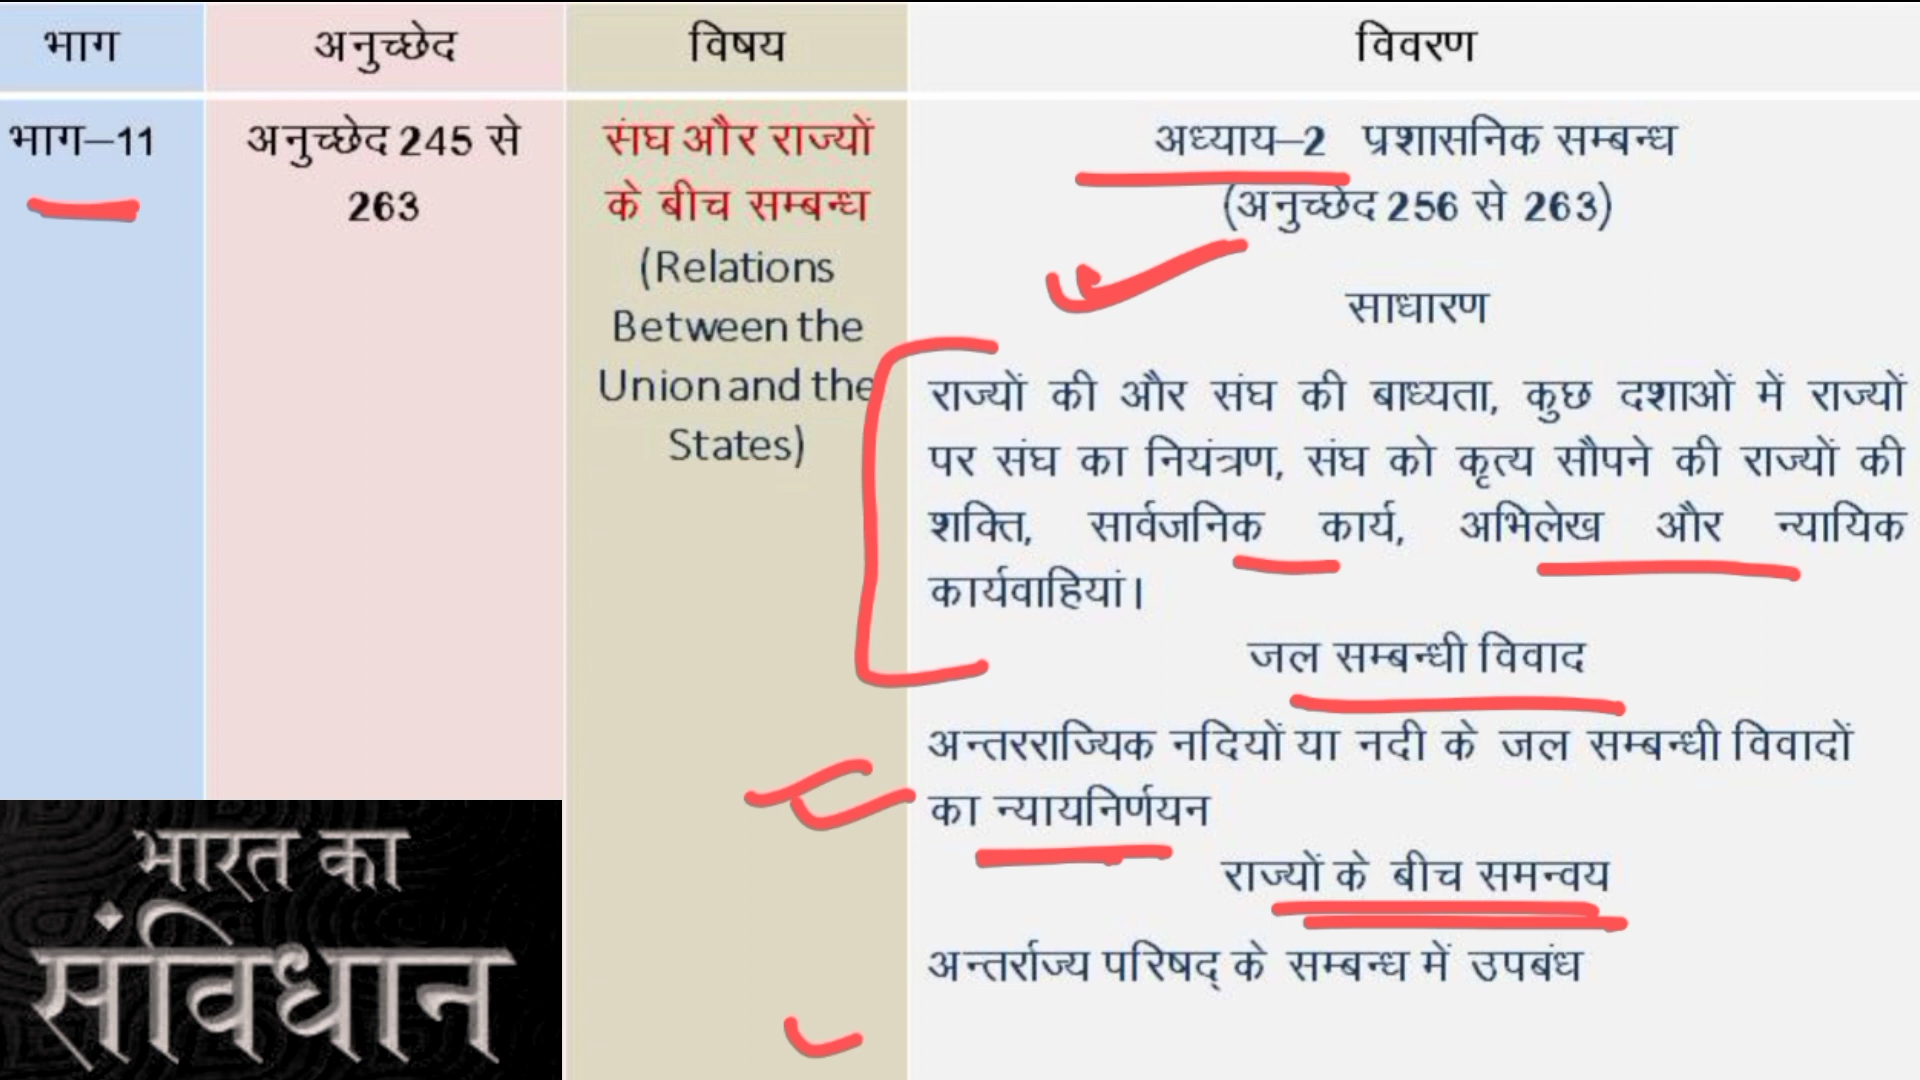 भाग
अनुच्छेद
विषय
विवरण
भाग–11
अनुच्छेद 245 से
263
संघ और राज्यों
के बीच सम्बन्ध
(Relations
Between the
Union and the
States)
अध्याय–2 प्रशासनिक सम्बन्ध
(अनुच्छेद 256 से 263)
साधारण
राज्यों की और संघ की बाध्यता, कुछ दशाओं में राज्यों
पर संघ का नियंत्रण, संघ को कृत्य सौपने की राज्यों की
शक्ति, सार्वजनिक कार्य, अभिलेख और न्यायिक
कार्यवाहियां।
जल सम्बन्धी विवाद
अन्तरराज्यिक नदियों या नदी के जल सम्बन्धी विवादों
का न्यायनिर्णयन
राज्यों के बीच समन्वय
अन्तर्राज्य परिषद् के सम्बन्ध में उपबंध
भारत का
संविधान